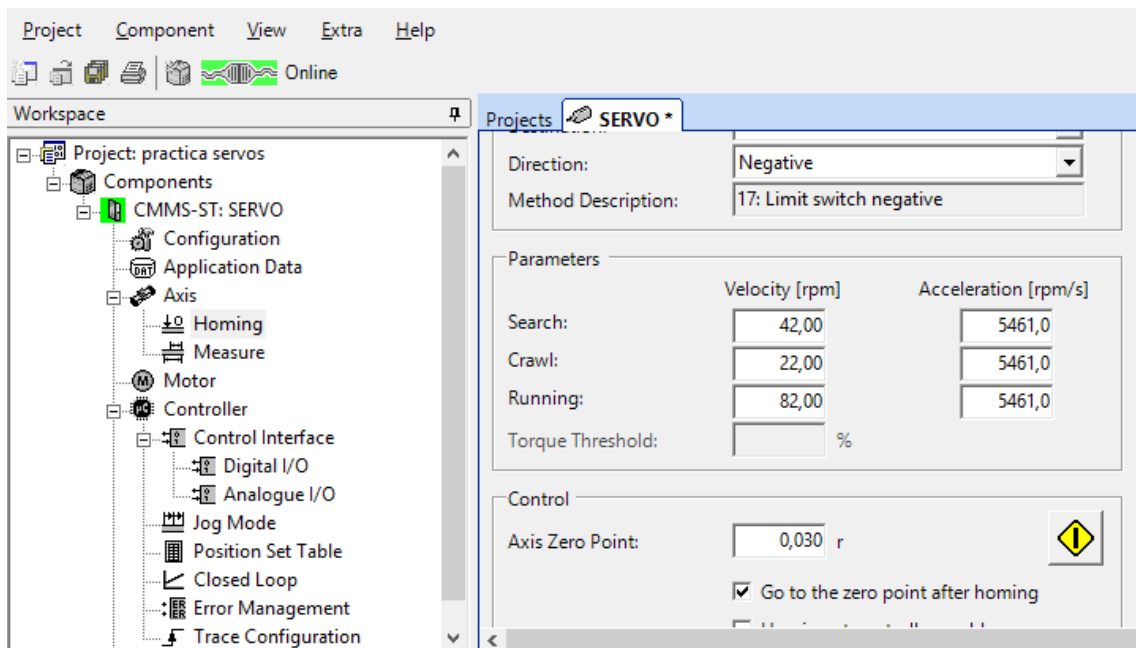 Project Component View Extra Help
Online
Workspace
Projects SERVO *
Project: practica servos
Components
CMMS-ST: SERVO
Configuration
Application Data
Axis
Homing
Measure
Motor
Controller
Control Interface
Digital I/O
Analogue I/O
Jog Mode
Position Set Table
Closed Loop
Error Management
Trace Configuration
Direction: Negative
Method Description: 17: Limit switch negative
Parameters
Velocity [rpm] Acceleration [rpm/s]
Search: 42,00 5461,0
Crawl: 22,00 5461,0
Running: 82,00 5461,0
Torque Threshold: %
Control
Axis Zero Point: 0,030 r
Go to the zero point after homing